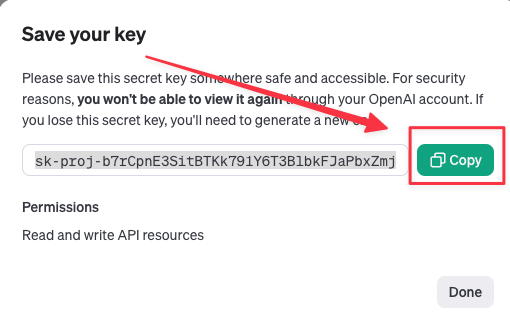 Save your key
Please save this secret key somewhere safe and accessible. For security
reasons, you won't be able to view it again through your OpenAI account. If
you lose this secret key, you'll need to generate a new
sk-proj-b7rCpnE3SitBTKk791Y6T3BlbkFJaPbxZmj
Copy
Permissions
Read and write API resources
Done